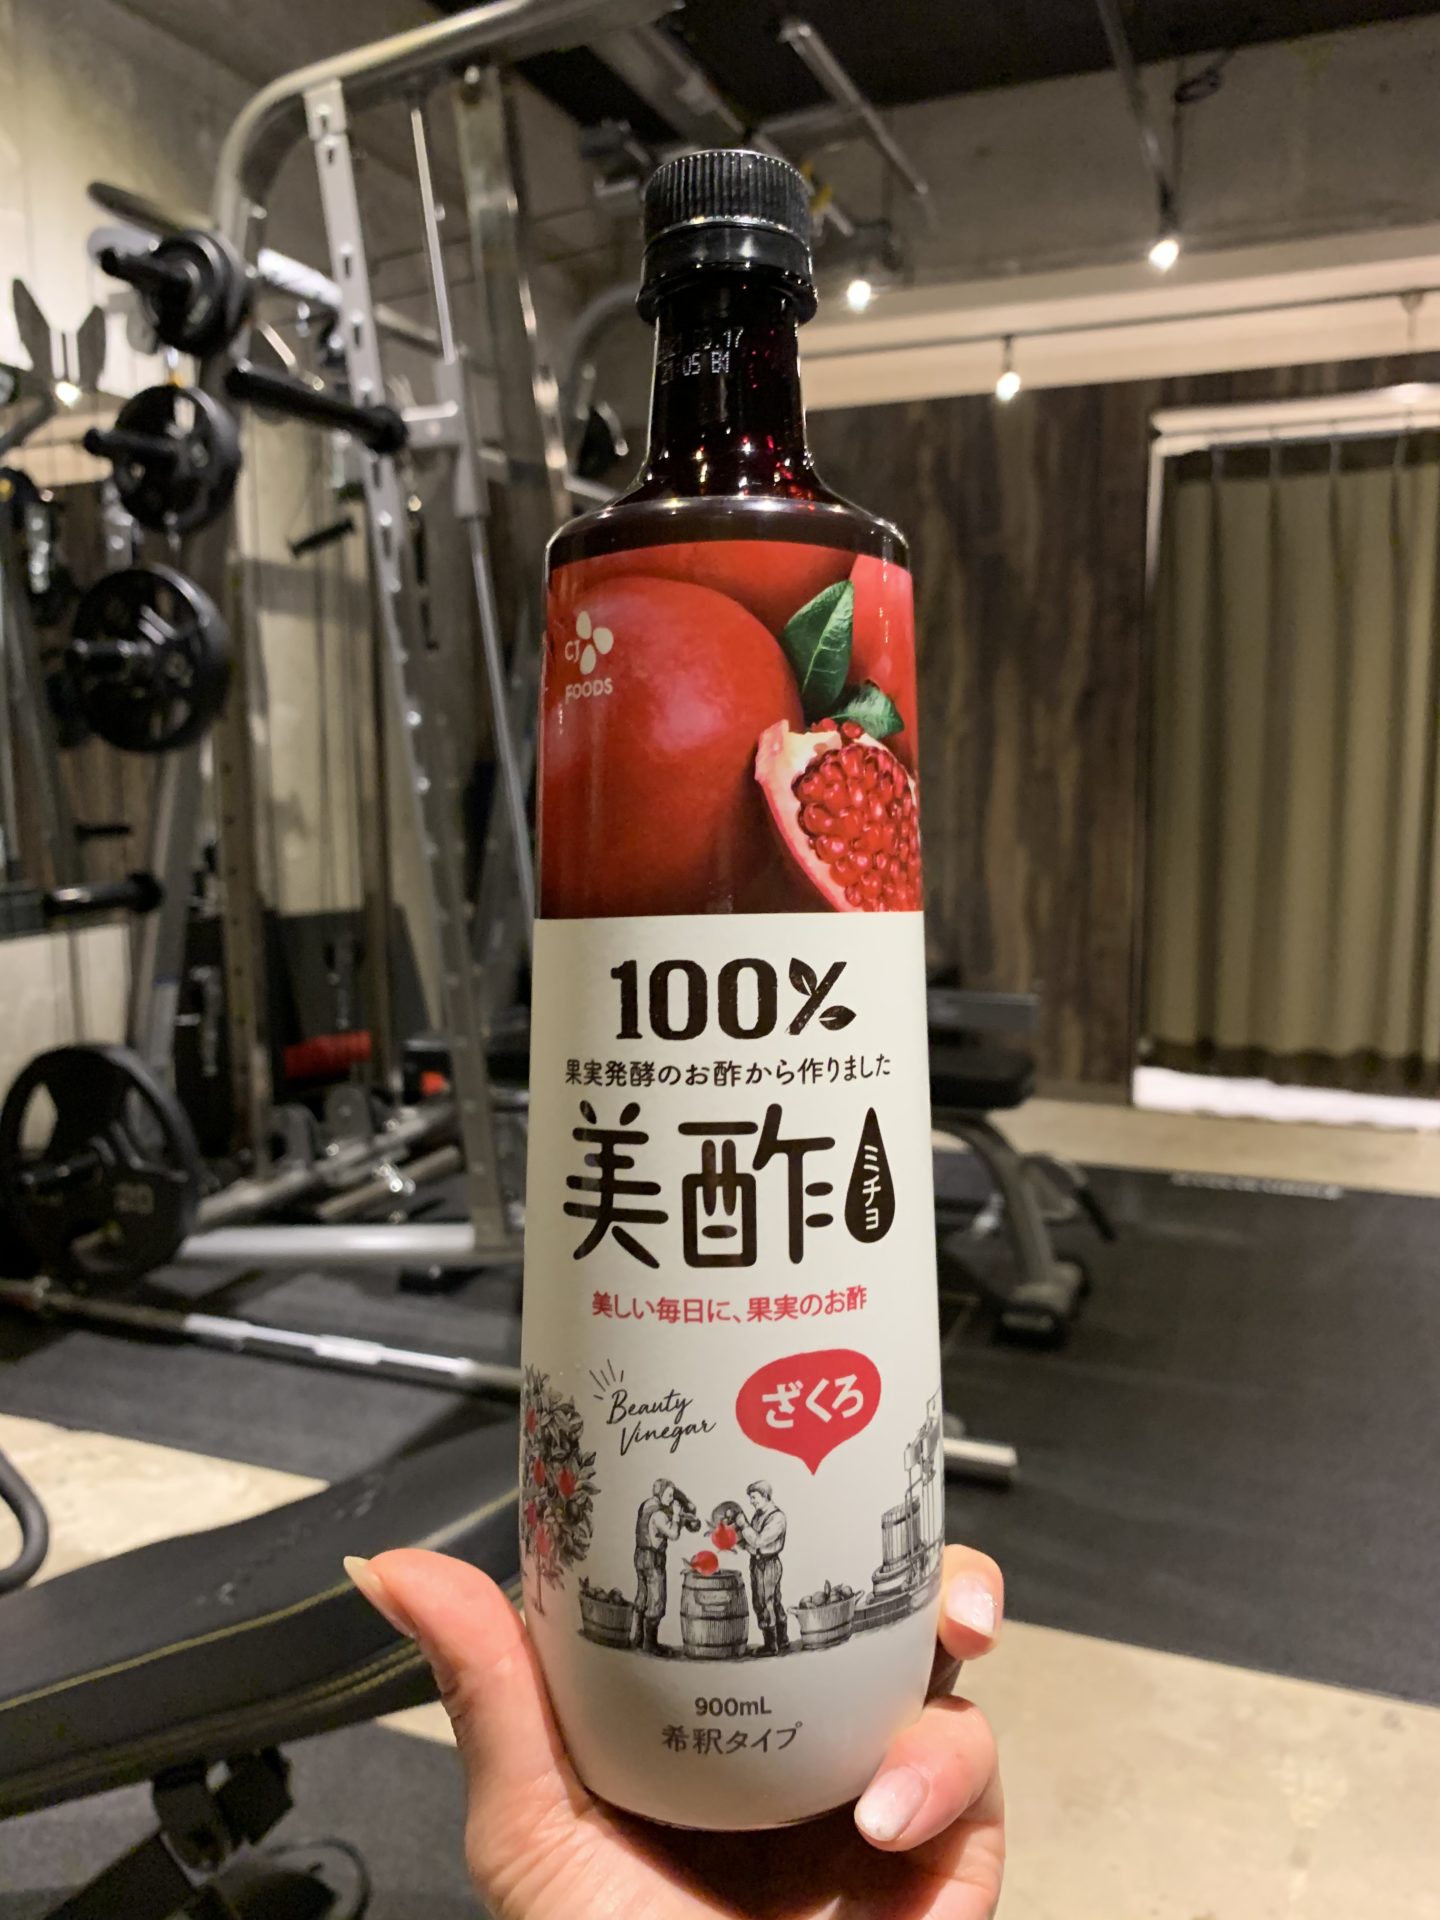 CJ
FOODS
100%
果実発酵のお酢から作りました
美酢
ミチョ
美しい毎日に、果実のお酢
Beauty
Vinegar
ざくろ
900mL
希釈タイプ